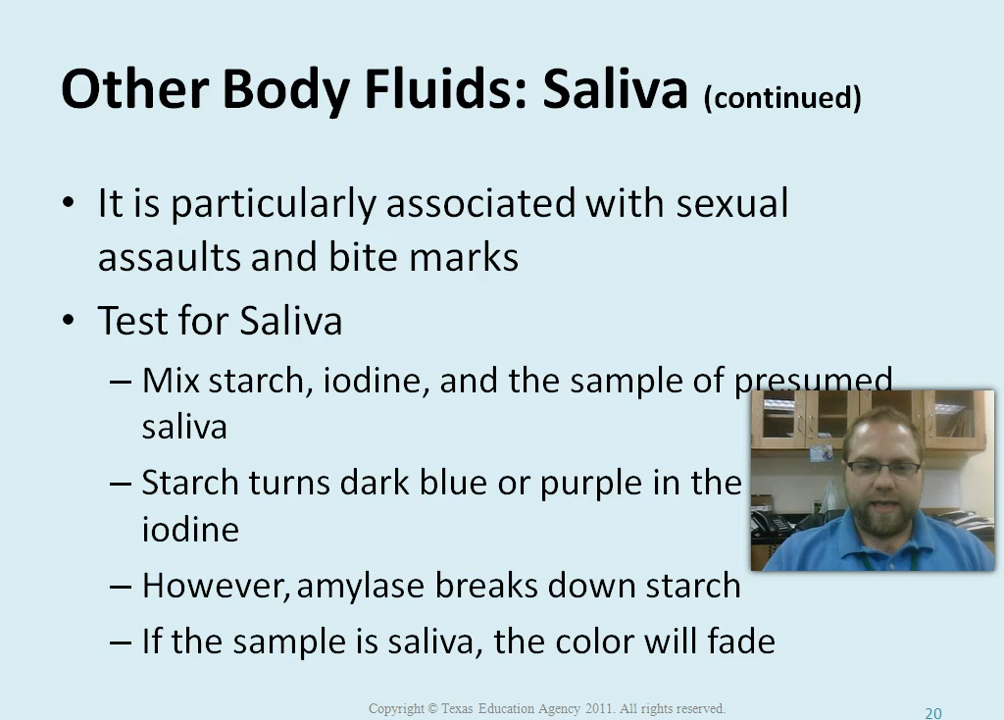 Other Body Fluids: Saliva (continued)
• It is particularly associated with sexual
assaults and bite marks
• Test for Saliva
– Mix starch, iodine, and the sample of presumed
saliva
– Starch turns dark blue or purple in the
iodine
– However, amylase breaks down starch
– If the sample is saliva, the color will fade
Copyright © Texas Education Agency 2011. All rights reserved.
20